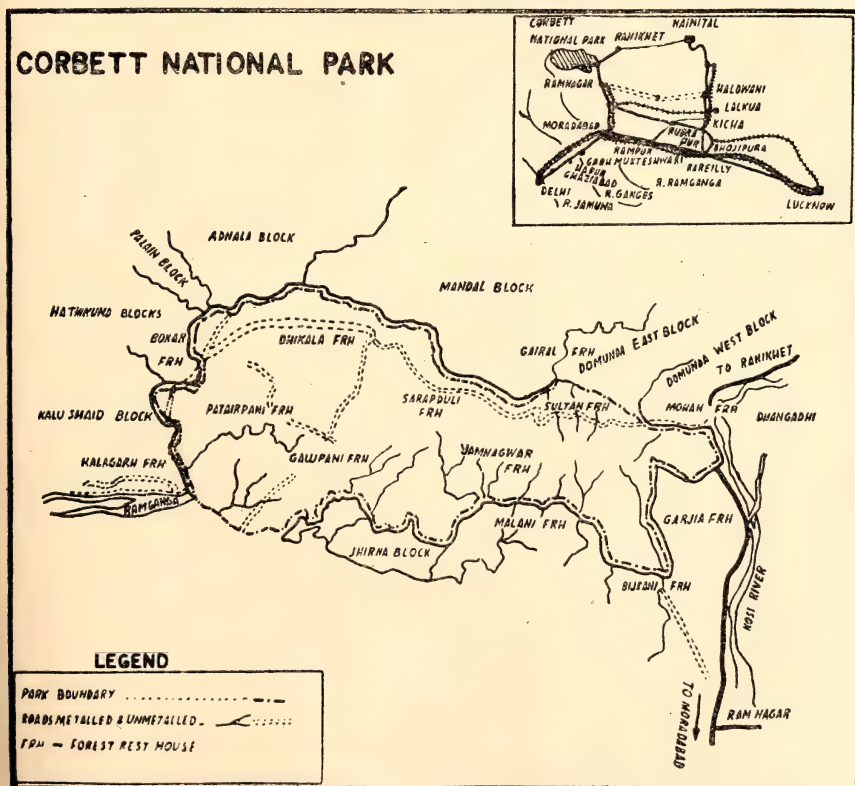 CORBETT NATIONAL PARK
CORBETT
NATIONAL PARK
RANIKHET
NAINITAL
RAMNAGAR
HALDWANI
LALKUA
KICHA
MORADABAD
RUDRA
PUR
BHOJIPURA
RAMPUR
GARH MUKTESHWAR
HAPUR
GHAZIABAD
BAREILLY
R. RAMGANGA
R. GANGES
DELHI
R. JAMUNA
LUCKNOW
ADNALA BLOCK
PALAIN BLOCK
MANDAL BLOCK
HATHIKUND BLOCKS
BOXAR
FRH
DHIKALA FRH
GAIRAL FRH
DOMUNDA EAST BLOCK
DOMUNDA WEST BLOCK
TO RANIKHET
KALU SHAID BLOCK
PATAIRPANI FRH
SARAPDULI
FRH
SULTAN FRH
MOHAN FRH
DHANGADHI
KALAGARH FRH
GAUJPANI FRH
YAMNAGWAR
FRH
RAMGANGA
MALANI FRH
GARJIA FRH
JHIRNA BLOCK
BIJRANI FRH
KOSI RIVER
LEGEND
PARK BOUNDARY
ROADS METALLED & UNMETALLED
FRH - FOREST REST HOUSE
TO MORADABAD
RAM NAGAR